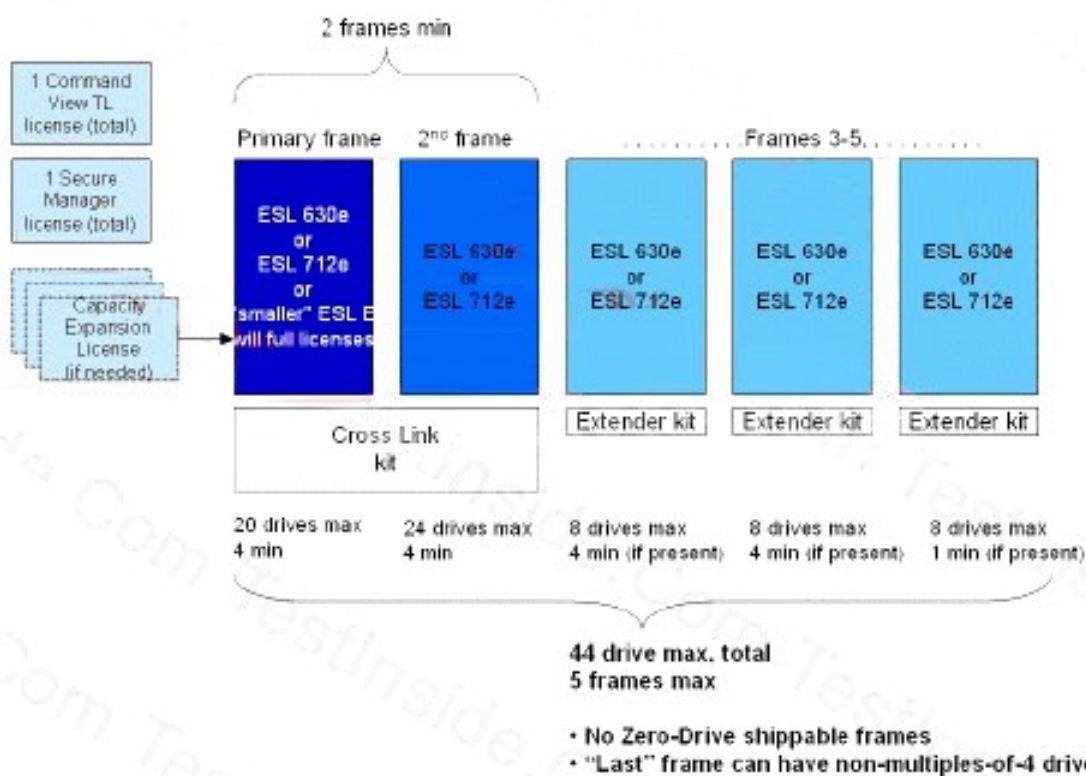 2 frames min
1 Command
View TL
license (total)
1 Secure
Manager
license (total)
Capacity
Expansion
License
(if needed)
Primary frame
2nd frame
Frames 3-5
ESL 630e
or
ESL 712e
or
"smaller" ESL E
will full licenses
ESL 630e
or
ESL 712e
ESL 630e
or
ESL 712e
ESL 630e
or
ESL 712e
ESL 630e
or
ESL 712e
Cross Link
kit
Extender kit
Extender kit
Extender kit
20 drives max
4 min
24 drives max
4 min
8 drives max
4 min (if present)
8 drives max
4 min (if present)
8 drives max
1 min (if present)
44 drive max. total
5 frames max
• No Zero-Drive shippable frames
• "Last" frame can have non-multiples-of-4 drive